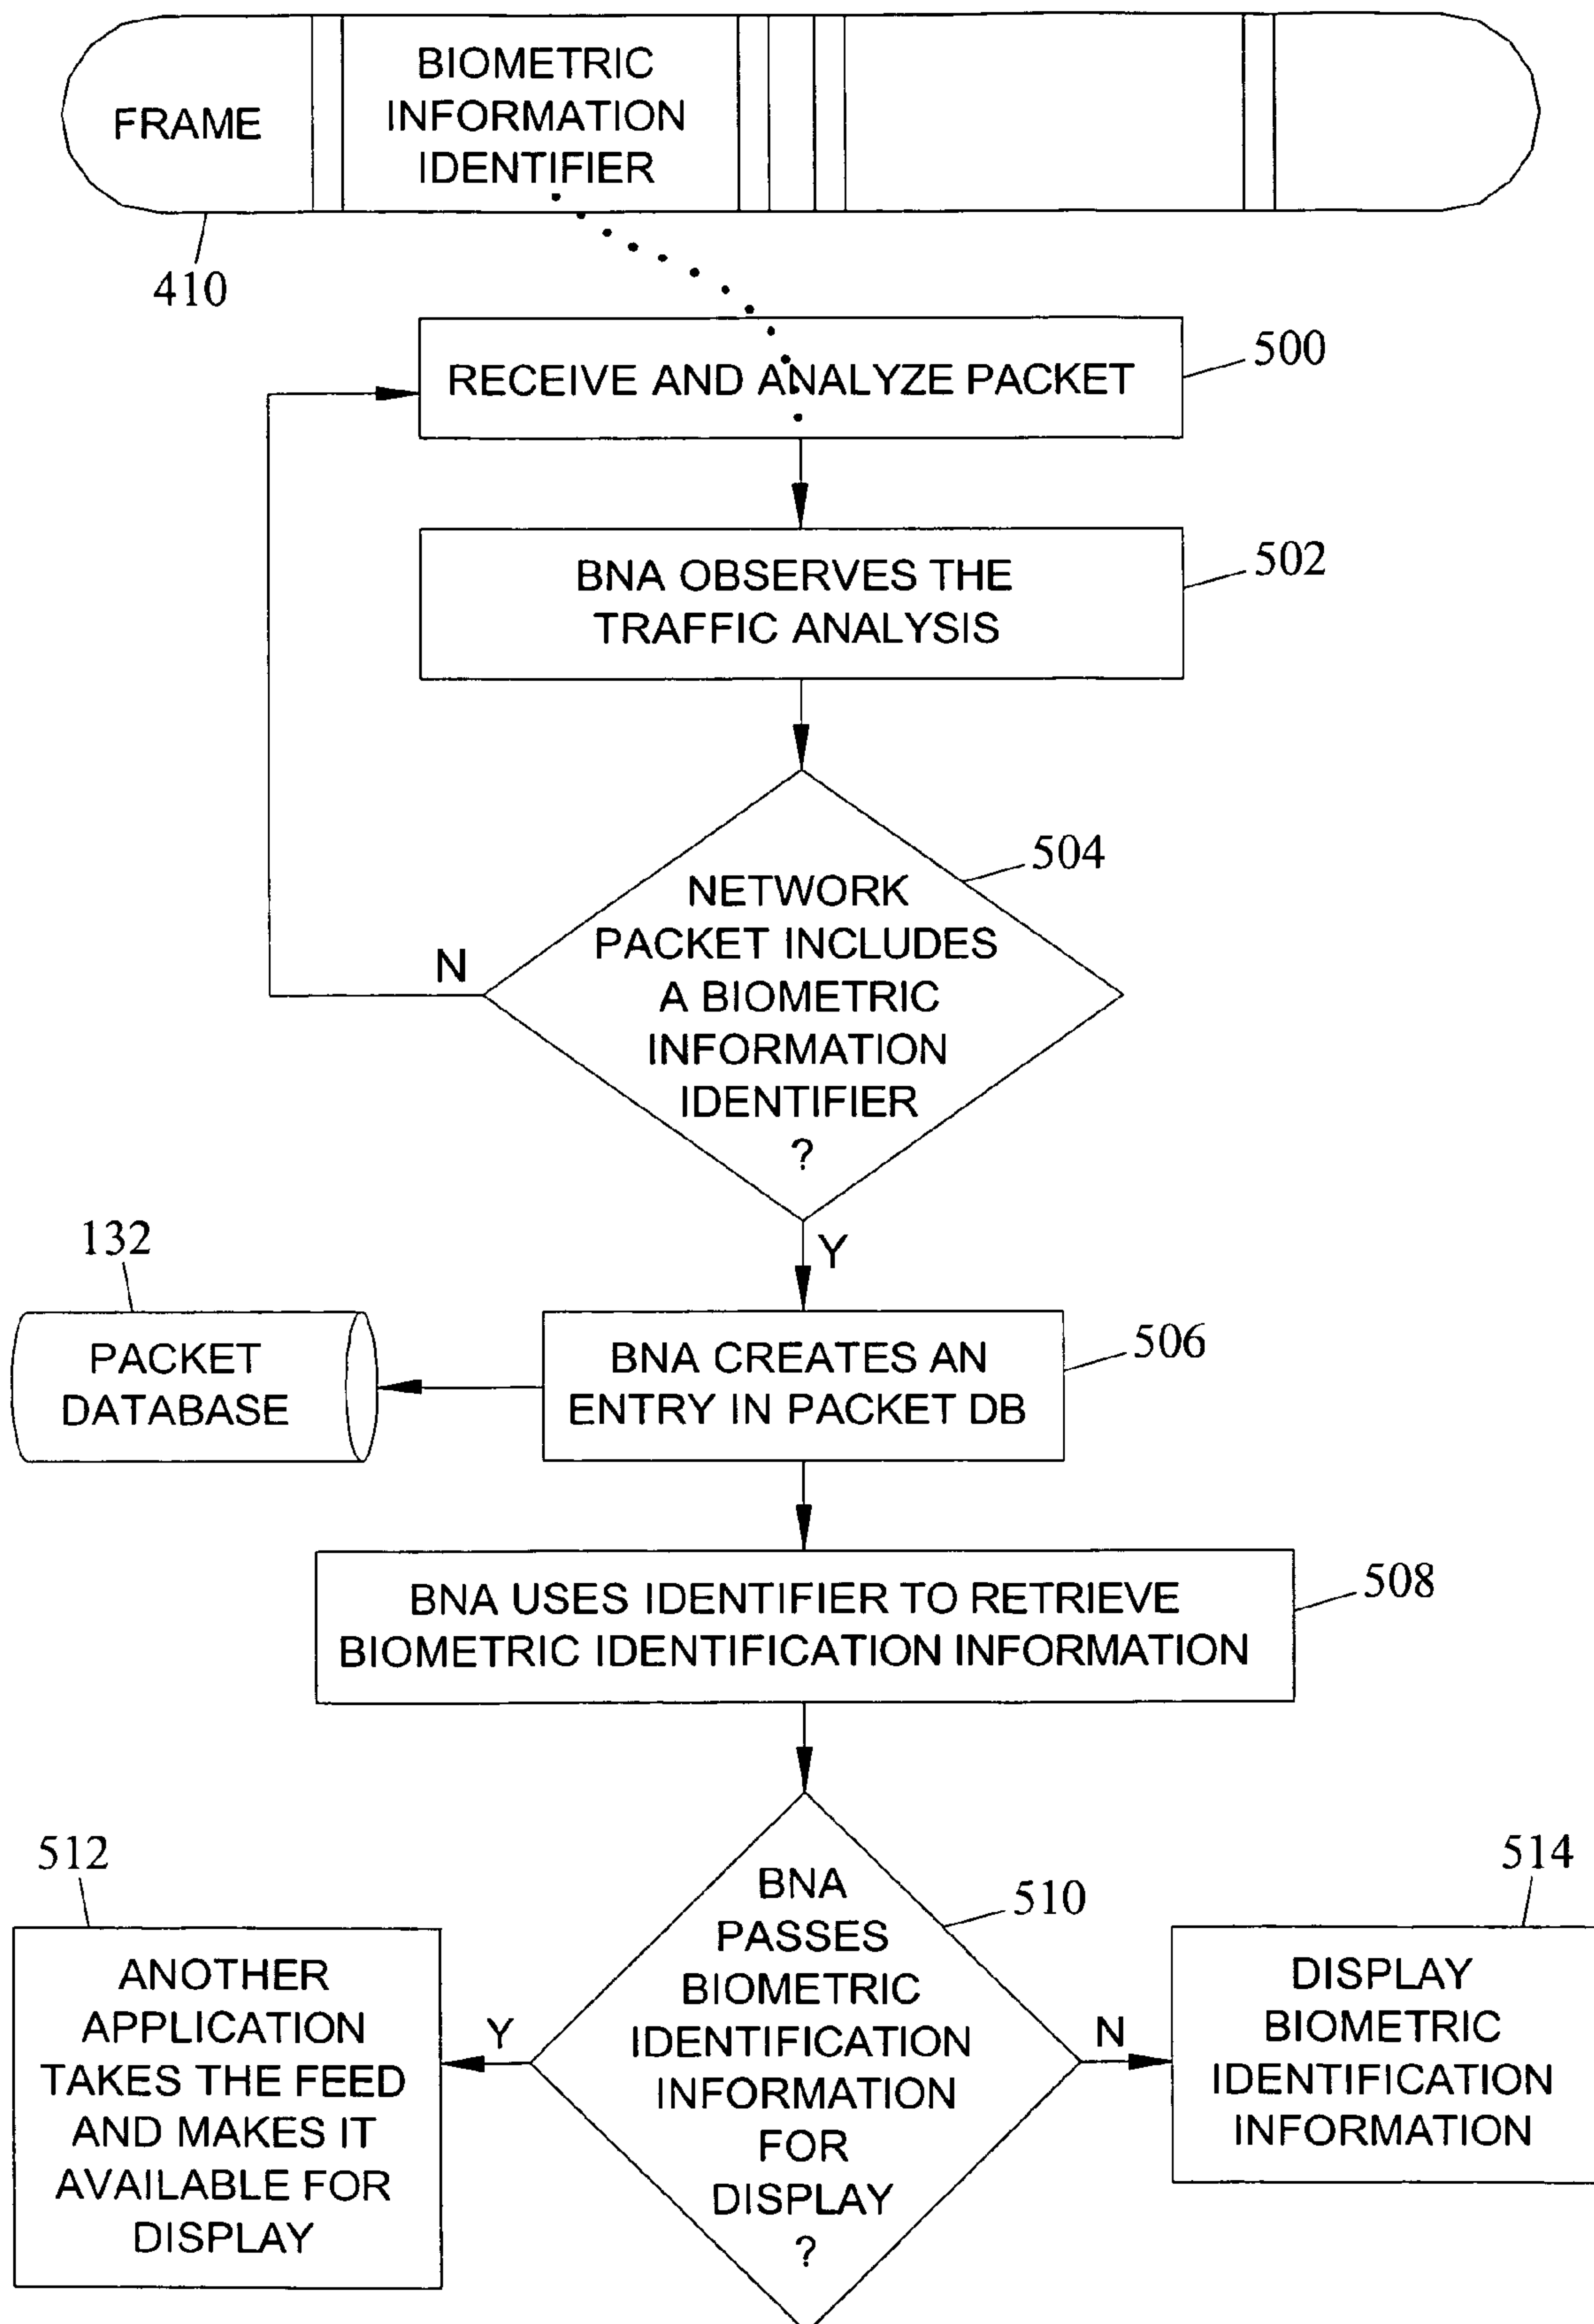 FRAME
BIOMETRIC
INFORMATION
IDENTIFIER
410
RECEIVE AND ANALYZE PACKET
500
BNA OBSERVES THE
TRAFFIC ANALYSIS
502
NETWORK
PACKET INCLUDES
A BIOMETRIC
INFORMATION
IDENTIFIER
?
504
N
Y
132
PACKET
DATABASE
BNA CREATES AN
ENTRY IN PACKET DB
506
BNA USES IDENTIFIER TO RETRIEVE
BIOMETRIC IDENTIFICATION INFORMATION
508
BNA
PASSES
BIOMETRIC
IDENTIFICATION
INFORMATION
FOR
DISPLAY
?
510
Y
N
512
ANOTHER
APPLICATION
TAKES THE FEED
AND MAKES IT
AVAILABLE FOR
DISPLAY
514
DISPLAY
BIOMETRIC
IDENTIFICATION
INFORMATION